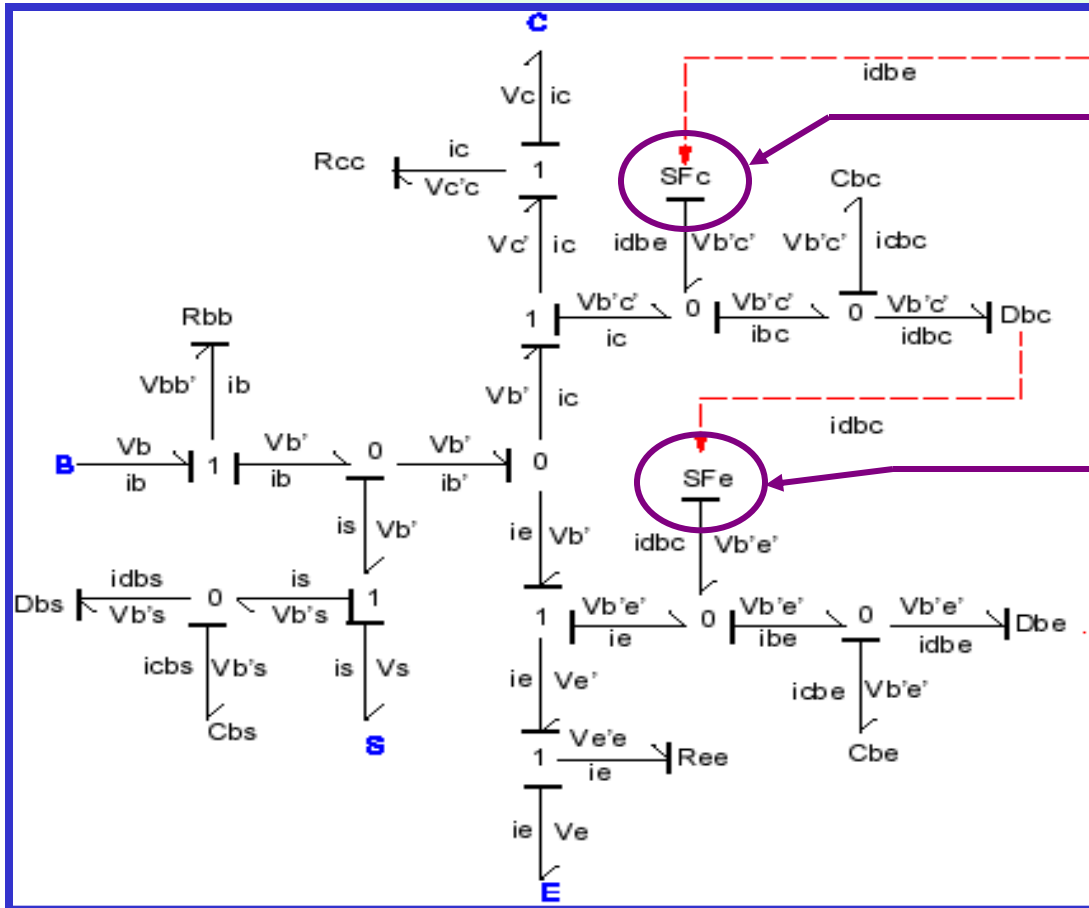 C
idbe
Vc ic
Rcc
ic
Vc'c
1
SFc
Cbc
Vc' ic
idbe Vb'c'
Vb'c' icbc
Rbb
1
Vb'c'
ic
0
Vb'c'
ibc
0
Vb'c'
idbc
Dbc
Vbb' ib
Vb' ic
idbc
B
Vb
ib
1
Vb'
ib
0
Vb'
ib'
0
SFe
is Vb'
ie Vb'
idbc Vb'e'
Dbs
idbs
Vb's
0
is
Vb's
1
1
Vb'e'
ie
0
Vb'e'
ibe
0
Vb'e'
idbe
Dbe
icbs Vb's
is Vs
ie Ve'
icbe Vb'e'
Cbs
S
1
Ve'e
ie
Ree
Cbe
ie Ve
E